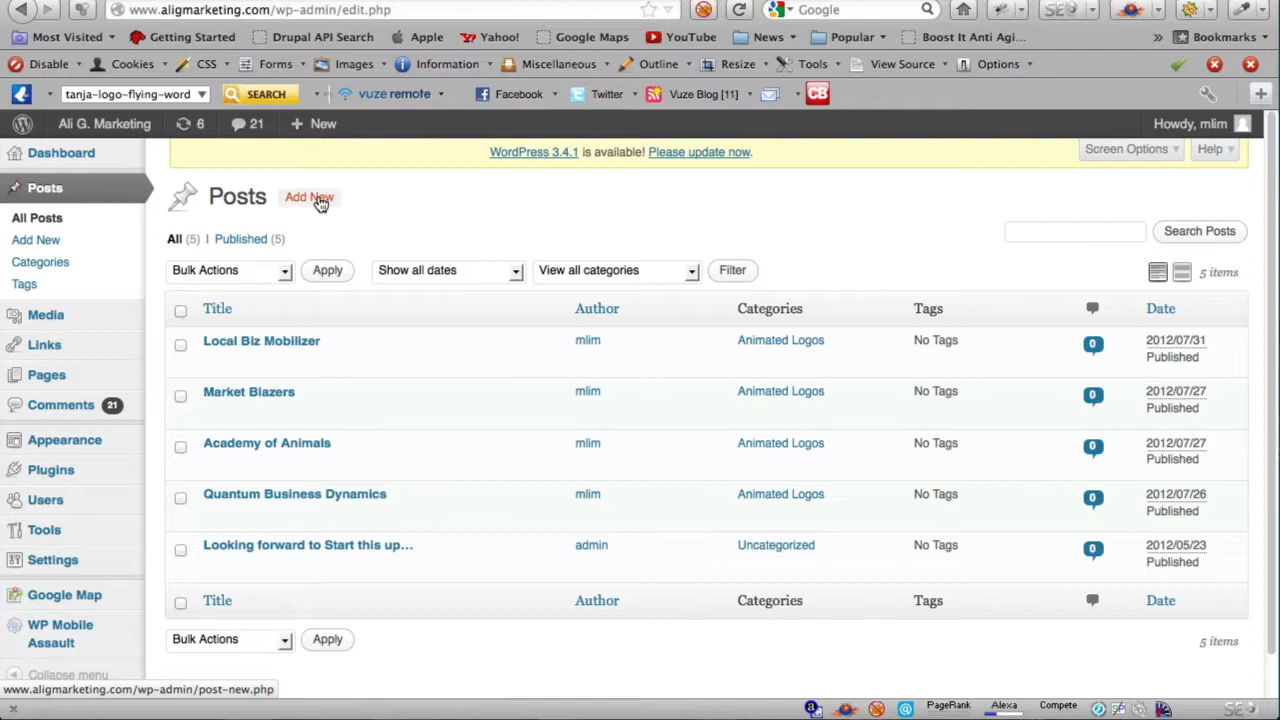 www.aligmarketing.com/wp-admin/edit.php
Google
SE
Most Visited
Getting Started
Drupal API Search
Apple
Yahoo!
Google Maps
YouTube
News
Popular
Boost It Anti Agi...
»
Bookmarks
Disable
Cookies
CSS
Forms
Images
Information
Miscellaneous
Outline
Resize
Tools
View Source
Options
tanja-logo-flying-word
SEARCH
vuze remote
Facebook
Twitter
Vuze Blog [11]
CB
Ali G. Marketing
6
21
+ New
Howdy, mlim
WordPress 3.4.1 is available! Please update now.
Screen Options
Help
Dashboard
Posts
All Posts
Add New
Categories
Tags
Media
Links
Pages
Comments 21
Appearance
Plugins
Users
Tools
Settings
Google Map
WP Mobile
Assault
Collapse menu
Posts
Add New
All (5) | Published (5)
Search Posts
Bulk Actions
Apply
Show all dates
View all categories
Filter
5 items
Title Author Categories Tags Date
Local Biz Mobilizer mlim Animated Logos No Tags 0 2012/07/31
Published
Market Blazers mlim Animated Logos No Tags 0 2012/07/27
Published
Academy of Animals mlim Animated Logos No Tags 0 2012/07/27
Published
Quantum Business Dynamics mlim Animated Logos No Tags 0 2012/07/26
Published
Looking forward to Start this up... admin Uncategorized No Tags 0 2012/05/23
Published
Title Author Categories Tags Date
Bulk Actions
Apply
5 items
www.aligmarketing.com/wp-admin/post-new.php
PageRank
Alexa
Compete
SE